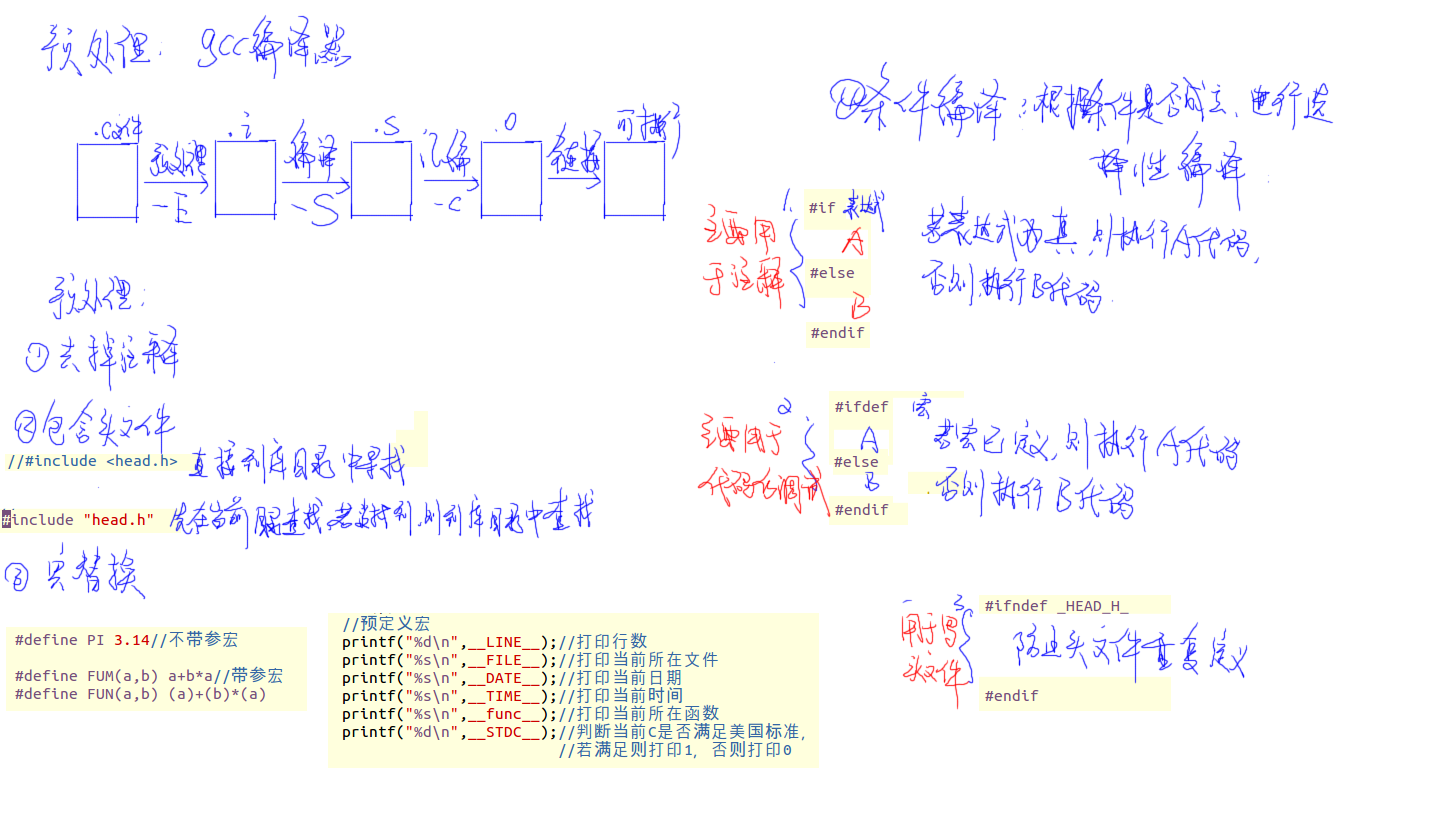 预处理: gcc编译器
.c文件 .i .S .O 可执行
预处理 编译 汇编 链接
-E -S -c
预处理:
①去掉注释
②包含头文件
//#include <head.h> 直接到库目录中寻找
#include "head.h" 先在当前 查找,若 找到,则到库目录中查找
③ 宏替换
#define PI 3.14//不带参宏
#define FUM(a,b) a+b*a//带参宏
#define FUN(a,b) (a)+(b)*(a)
//预定义宏
printf("%d\n",__LINE__);//打印行数
printf("%s\n",__FILE__);//打印当前所在文件
printf("%s\n",__DATE__);//打印当前日期
printf("%s\n",__TIME__);//打印当前时间
printf("%s\n",__func__);//打印当前所在函数
printf("%d\n",__STDC__);//判断当前C是否满足美国标准,
//若满足则打印1, 否则打印0
④条件编译:根据条件是否成立、进行选
择性编译
1. #if 表达式
A
#else
B
#endif
主要用
于注释
若表达式为真,则执行A代码,
否则,执行B代码.
2 #ifdef 宏
A
#else
B
#endif
主要用于
代码的调试
若宏已定义,则执行A代码
否则执行B代码
3 #ifndef _HEAD_H_
防止头文件重复定义
#endif
用于写
头文件